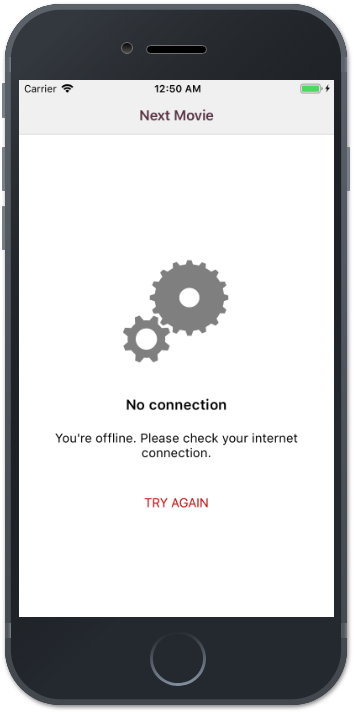 Carrier 12:50 AM
Next Movie
No connection
You're offline. Please check your internet
connection.
TRY AGAIN